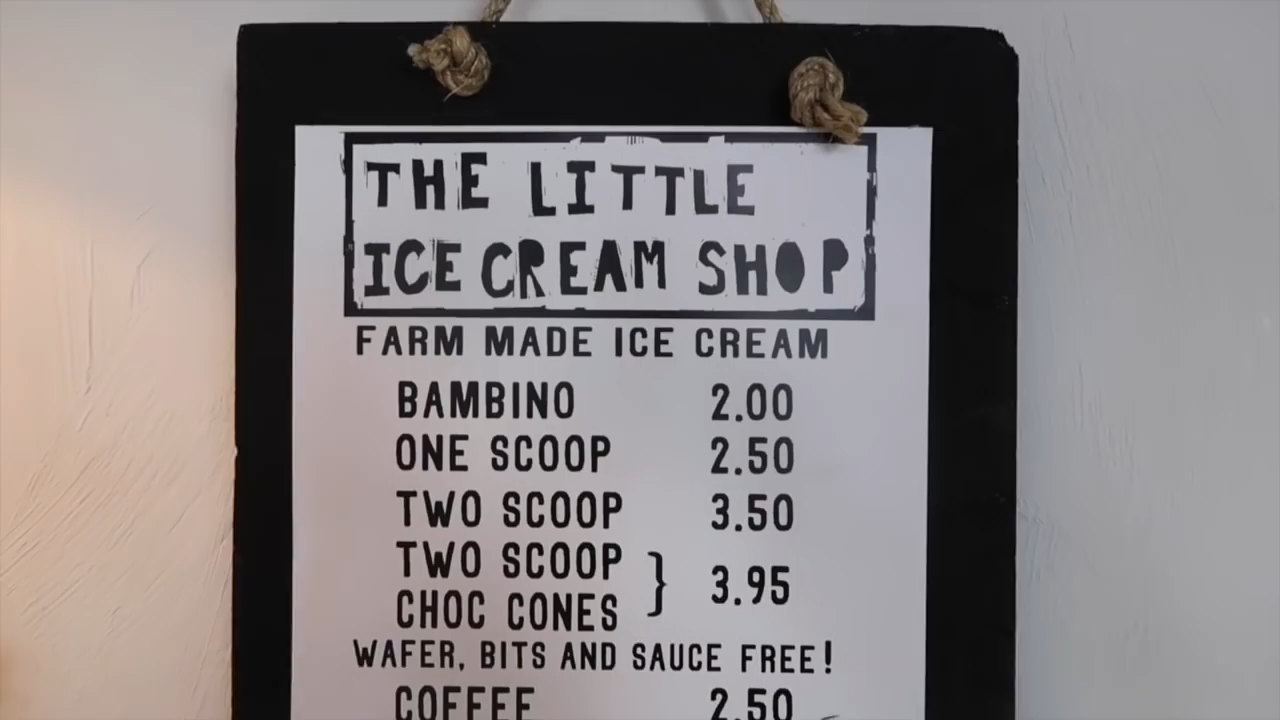 THE LITTLE
ICE CREAM SHOP
FARM MADE ICE CREAM
BAMBINO 2.00
ONE SCOOP 2.50
TWO SCOOP 3.50
TWO SCOOP
CHOC CONES } 3.95
WAFER, BITS AND SAUCE FREE!
COFFEE 2.50